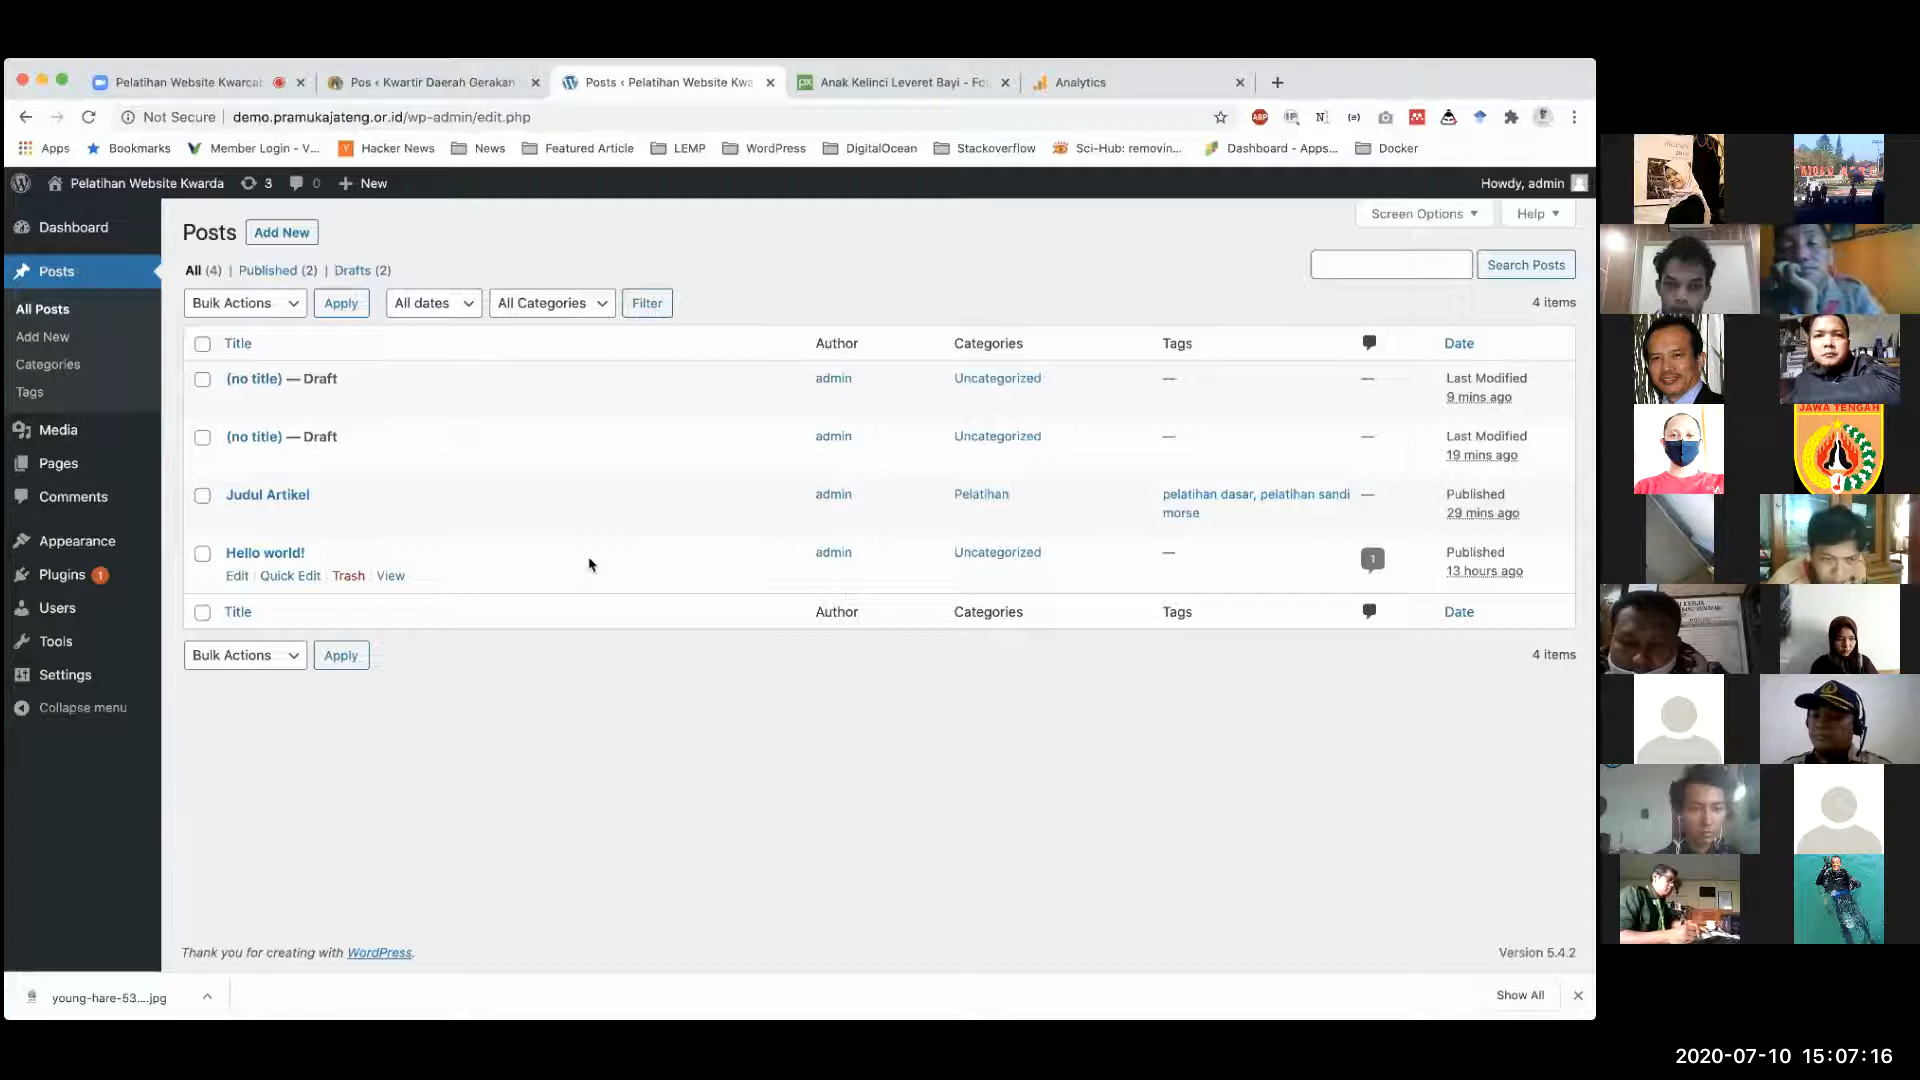 Pelatihan Website Kwarca
Pos ‹ Kwartir Daerah Gerakan
Posts ‹ Pelatihan Website Kwa
Anak Kelinci Leveret Bayi - Fo
Analytics
Not Secure | demo.pramukajateng.or.id/wp-admin/edit.php
ABP
Apps
Bookmarks
Member Login - V...
Hacker News
News
Featured Article
LEMP
WordPress
DigitalOcean
Stackoverflow
Sci-Hub: removin...
Dashboard - Apps...
Docker
Pelatihan Website Kwarda
3
0
New
Howdy, admin
Dashboard
Posts
All Posts
Add New
Categories
Tags
Media
Pages
Comments
Appearance
Plugins 1
Users
Tools
Settings
Collapse menu
Screen Options
Help
Posts
Add New
All (4) | Published (2) | Drafts (2)
Search Posts
Bulk Actions
Apply
All dates
All Categories
Filter
4 items
Title Author Categories Tags Date
(no title) — Draft admin Uncategorized — — Last Modified
9 mins ago
(no title) — Draft admin Uncategorized — — Last Modified
19 mins ago
Judul Artikel admin Pelatihan pelatihan dasar, pelatihan sandi — Published
morse 29 mins ago
Hello world! admin Uncategorized — 1 Published
Edit | Quick Edit | Trash | View 13 hours ago
Title Author Categories Tags Date
Bulk Actions
Apply
4 items
Thank you for creating with WordPress.
Version 5.4.2
young-hare-53....jpg
Show All
JAWA TENGAH
2020-07-10 15:07:16